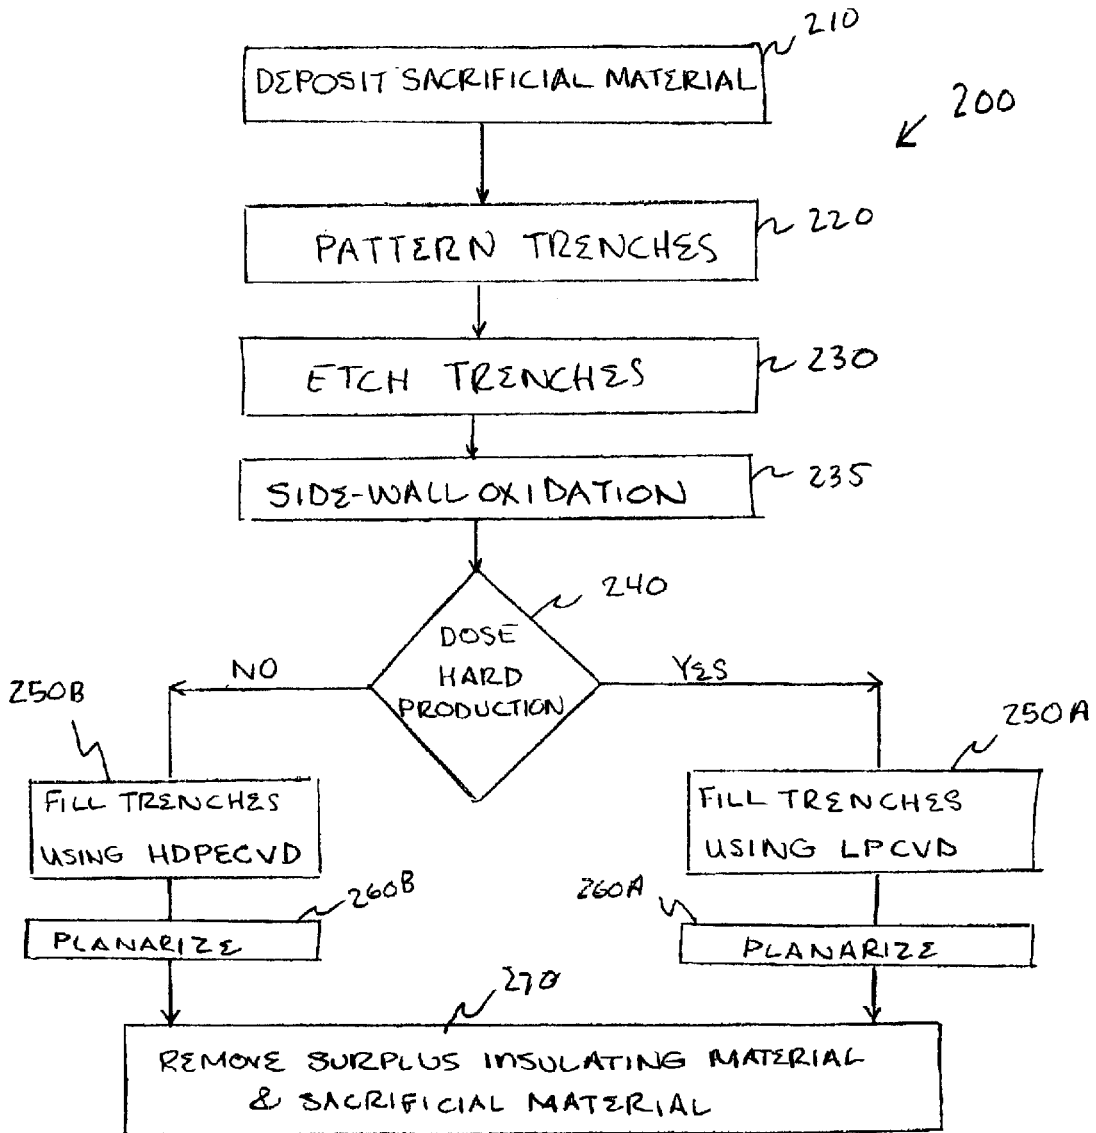 210
DEPOSIT SACRIFICIAL MATERIAL
200
PATTERN TRENCHES
220
ETCH TRENCHES
230
SIDE-WALL OXIDATION
235
240
DOSE
HARD
PRODUCTION
NO
YES
250B
250A
FILL TRENCHES
USING HDPECVD
FILL TRENCHES
USING LPCVD
260B
260A
PLANARIZE
PLANARIZE
270
REMOVE SURPLUS INSULATING MATERIAL
& SACRIFICIAL MATERIAL